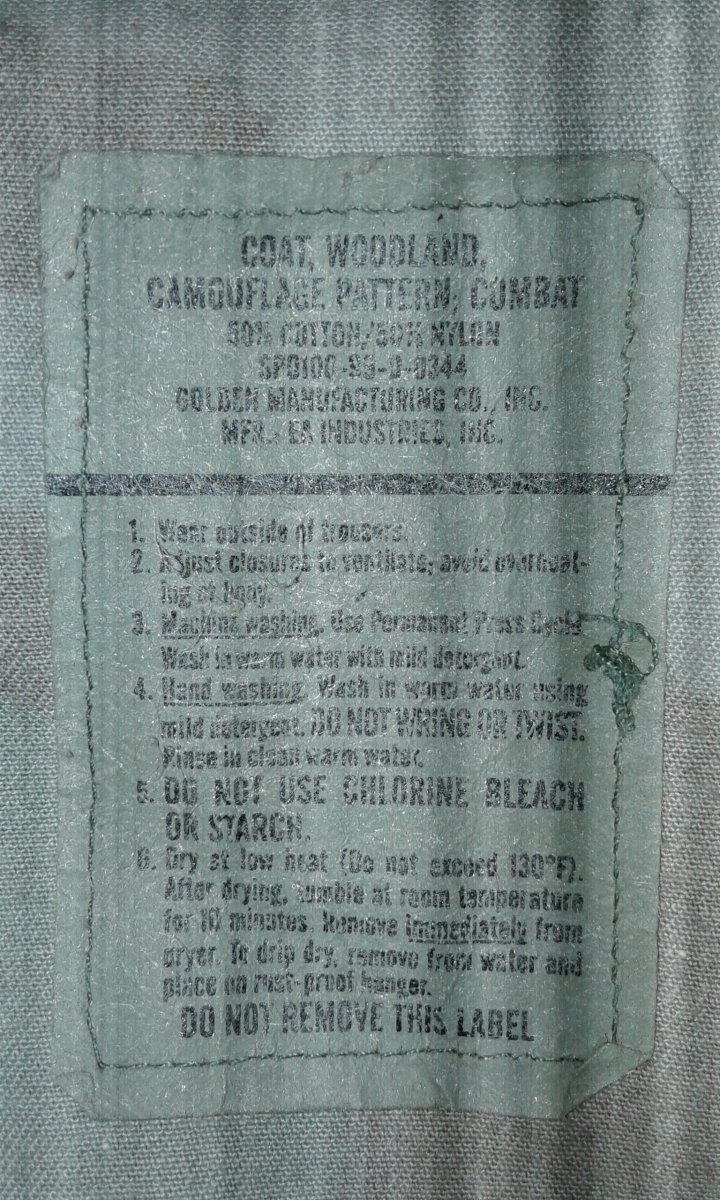 COAT, WOODLAND,
CAMOUFLAGE PATTERN, COMBAT
50% COTTON/50% NYLON
SPO100-95-D-0344
GOLDEN MANUFACTURING CO., INC.
MFR.- EA INDUSTRIES, INC.
1. Wear outside of trousers.
2. Adjust closures to ventilate; avoid overheat-
ing of body.
3. Machine washing. Use Permanent Press Cycle
Wash in warm water with mild detergent.
4. Hand washing. Wash in warm water using
mild detergent. DO NOT WRING OR TWIST.
Rinse in clean warm water.
5. DO NOT USE CHLORINE BLEACH
OR STARCH.
6. Dry at low heat (Do not exceed 130°F).
After drying, tumble at room temperature
for 10 minutes. Remove immediately from
dryer. To drip dry, remove from water and
place on rust-proof hanger.
DO NOT REMOVE THIS LABEL